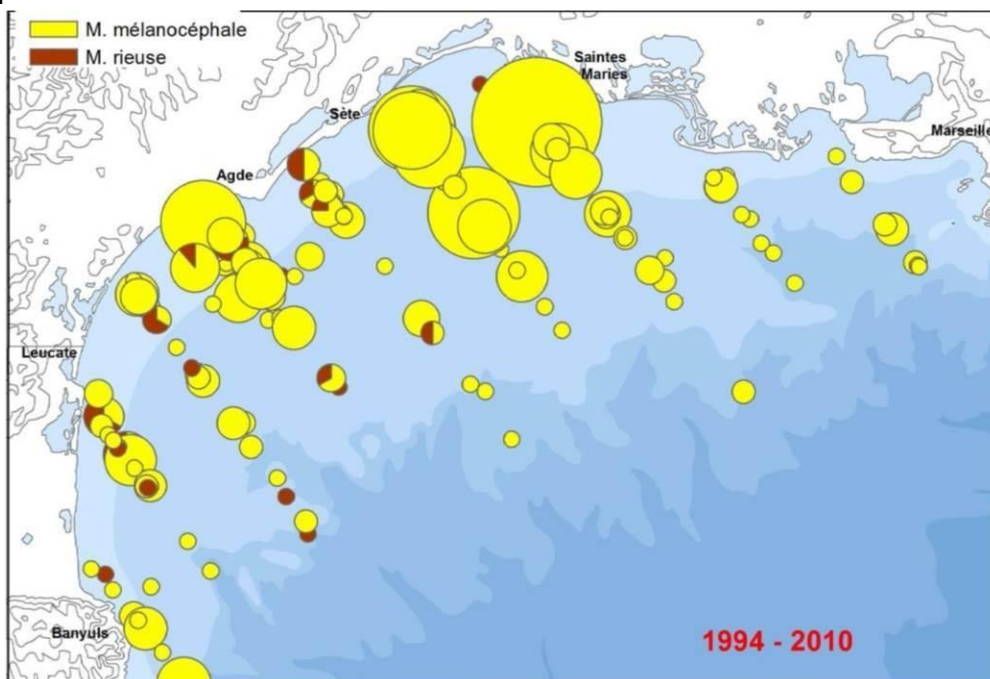 M. mélanocéphale
M. rieuse
Saintes
Maries
Sète
Marseille
Agde
Leucate
Banyuls
1994 - 2010